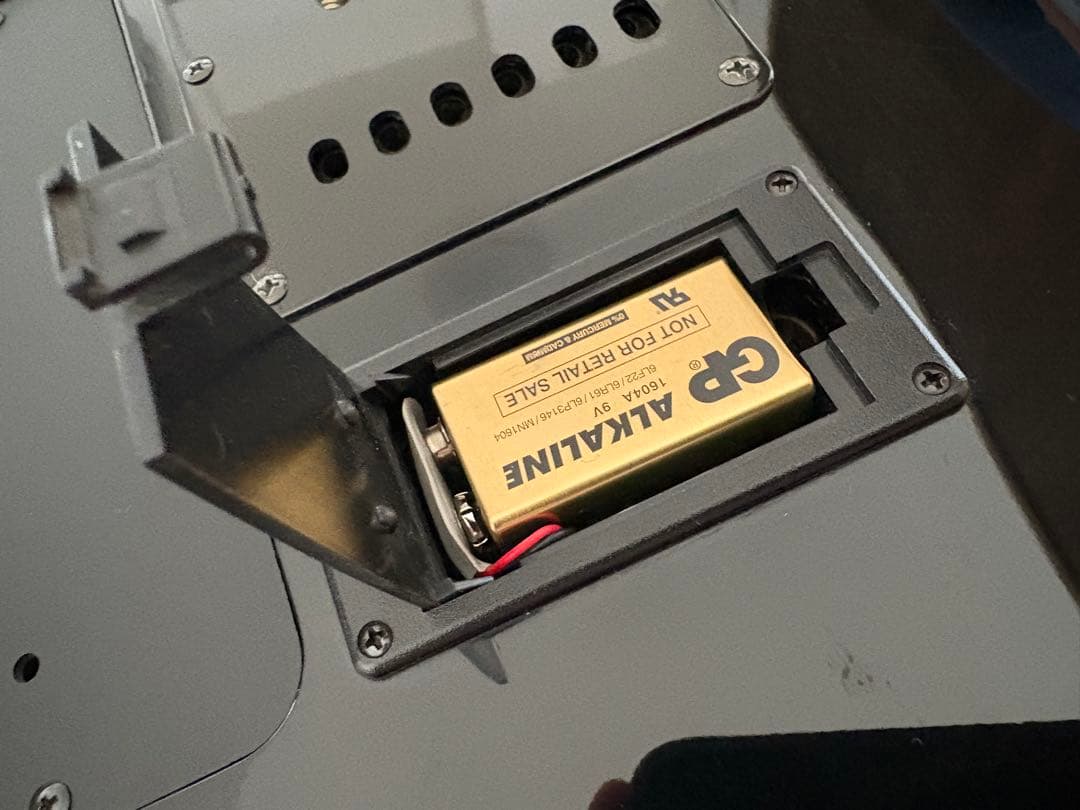 GP®
ALKALINE
1604A 9V
6LF22/6LR61/6LP3146/MN1604
NOT FOR RETAIL SALE
0% MERCURY & CADMIUM